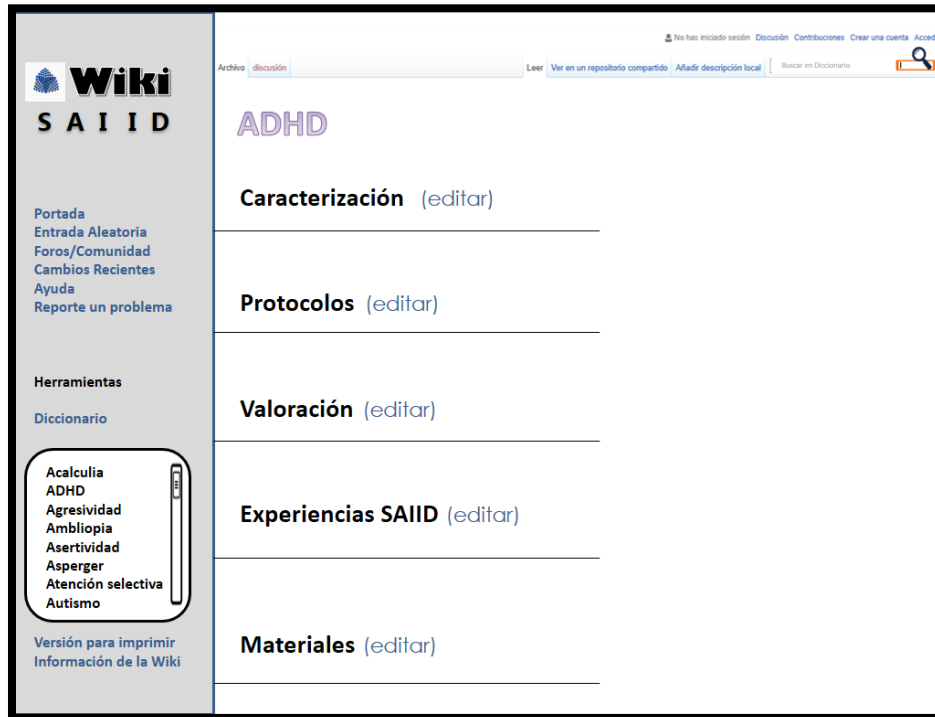 No has iniciado sesión Discusión Contribuciones Crear una cuenta Acced
Archivo discusión Leer Ver en un repositorio compartido Añadir descripción local Buscar en Diccionario
Wiki
SAIID
Portada
Entrada Aleatoria
Foros/Comunidad
Cambios Recientes
Ayuda
Reporte un problema
Herramientas
Diccionario
Acalculia
ADHD
Agresividad
Ambliopia
Asertividad
Asperger
Atención selectiva
Autismo
Versión para imprimir
Información de la Wiki
ADHD
Caracterización (editar)
Protocolos (editar)
Valoración (editar)
Experiencias SAIID (editar)
Materiales (editar)